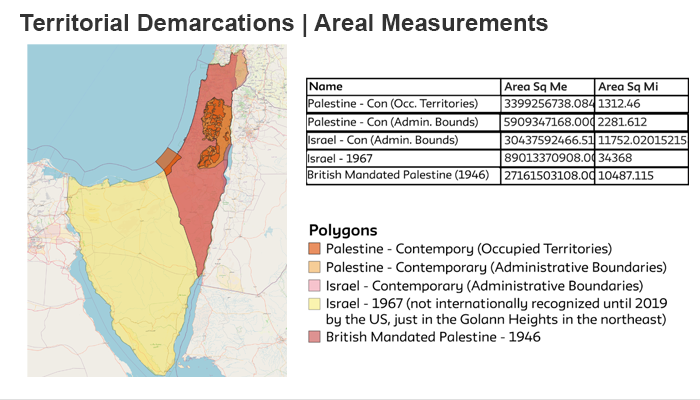 Territorial Demarcations | Areal Measurements
Name Area Sq Me Area Sq Mi
Palestine - Con (Occ. Territories) 3399256738.084 1312.46
Palestine - Con (Admin. Bounds) 5909347168.000 2281.612
Israel - Con (Admin. Bounds) 30437592466.51 11752.02015215
Israel - 1967 89013370908.00 34368
British Mandated Palestine (1946) 27161503108.00 10487.115
Polygons
Palestine - Contempory (Occupied Territories)
Palestine - Contemporary (Administrative Boundaries)
Israel - Contemporary (Administrative Boundaries)
Israel - 1967 (not internationally recognized until 2019
by the US, just in the Golann Heights in the northeast)
British Mandated Palestine - 1946